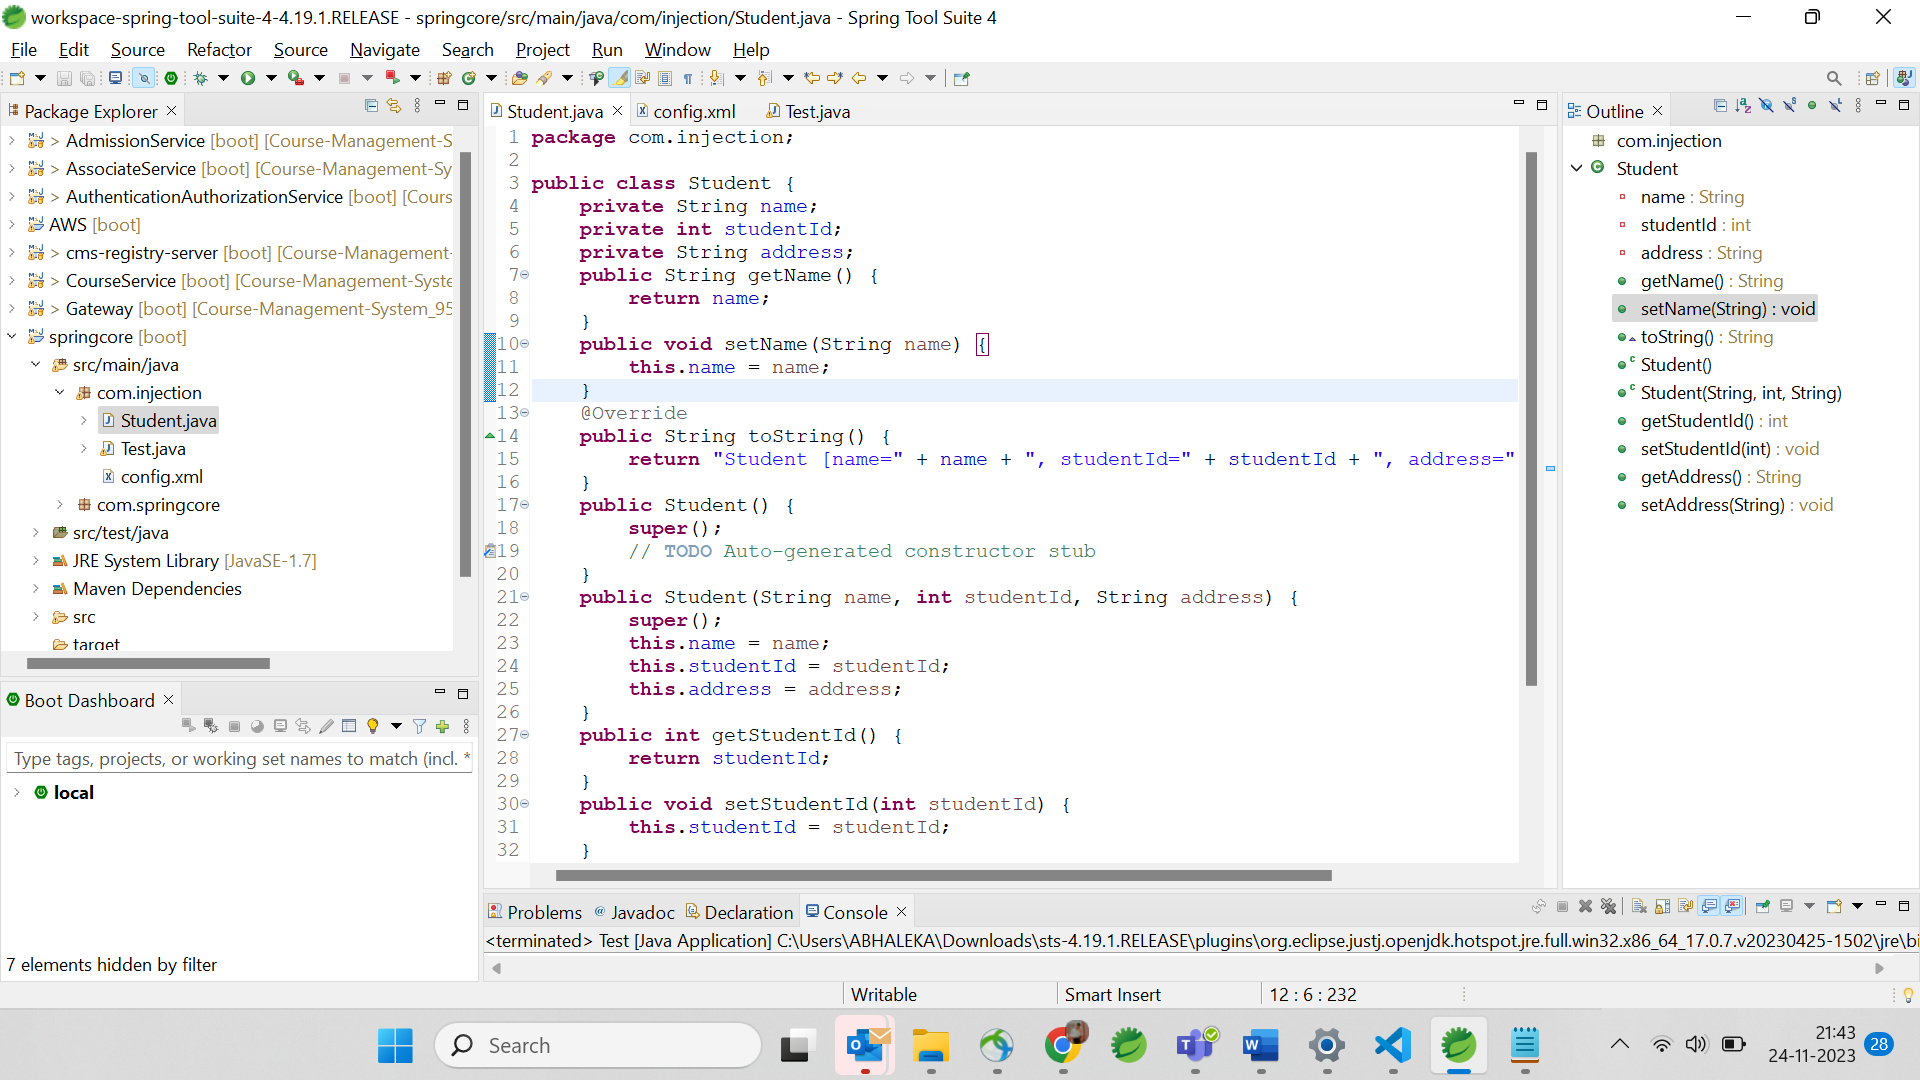 workspace-spring-tool-suite-4-4.19.1.RELEASE - springcore/src/main/java/com/injection/Student.java - Spring Tool Suite 4
File Edit Source Refactor Source Navigate Search Project Run Window Help
Package Explorer
> AdmissionService [boot] [Course-Management-S
> AssociateService [boot] [Course-Management-Sy
> AuthenticationAuthorizationService [boot] [Cours
AWS [boot]
> cms-registry-server [boot] [Course-Management-
> CourseService [boot] [Course-Management-Syste
> Gateway [boot] [Course-Management-System_95
springcore [boot]
src/main/java
com.injection
Student.java
Test.java
config.xml
com.springcore
src/test/java
JRE System Library [JavaSE-1.7]
Maven Dependencies
src
target
Boot Dashboard
Type tags, projects, or working set names to match (incl. *
local
7 elements hidden by filter
Student.java config.xml Test.java
1 package com.injection;
2
3 public class Student {
4 private String name;
5 private int studentId;
6 private String address;
7 public String getName() {
8 return name;
9 }
10 public void setName(String name) {
11 this.name = name;
12 }
13 @Override
14 public String toString() {
15 return "Student [name=" + name + ", studentId=" + studentId + ", address="
16 }
17 public Student() {
18 super();
19 // TODO Auto-generated constructor stub
20 }
21 public Student(String name, int studentId, String address) {
22 super();
23 this.name = name;
24 this.studentId = studentId;
25 this.address = address;
26 }
27 public int getStudentId() {
28 return studentId;
29 }
30 public void setStudentId(int studentId) {
31 this.studentId = studentId;
32 }
Outline
com.injection
Student
name : String
studentId : int
address : String
getName() : String
setName(String) : void
toString() : String
Student()
Student(String, int, String)
getStudentId() : int
setStudentId(int) : void
getAddress() : String
setAddress(String) : void
Problems @ Javadoc Declaration Console
<terminated> Test [Java Application] C:\Users\ABHALEKA\Downloads\sts-4.19.1.RELEASE\plugins\org.eclipse.justj.openjdk.hotspot.jre.full.win32.x86_64_17.0.7.v20230425-1502\jre\bi
Writable Smart Insert 12 : 6 : 232
Search
21:43
24-11-2023 28